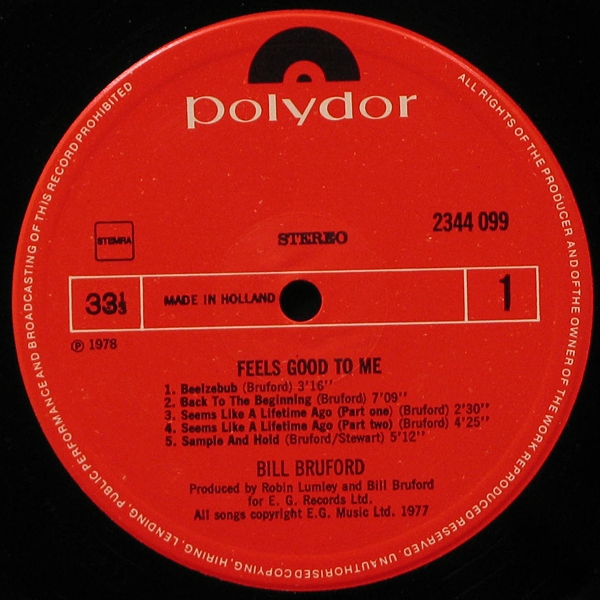 polydor
ALL RIGHTS OF THE PRODUCER AND OF THE OWNER OF THE WORK REPRODUCED RESERVED. UNAUTHORISED COPYING, HIRING, LENDING, PUBLIC PERFORMANCE AND BROADCASTING OF THIS RECORD PROHIBITED
2344 099
STEMRA
STEREO
33⅓
MADE IN HOLLAND
1
Ⓟ 1978
FEELS GOOD TO ME
1. Beelzebub (Bruford) 3'16''
2. Back To The Beginning (Bruford) 7'09''
3. Seems Like A Lifetime Ago (Part one) (Bruford) 2'30''
4. Seems Like A Lifetime Ago (Part two) (Bruford) 4'25''
5. Sample And Hold (Bruford/Stewart) 5'12''
BILL BRUFORD
Produced by Robin Lumley and Bill Bruford
for E. G. Records Ltd.
All songs copyright E.G. Music Ltd. 1977